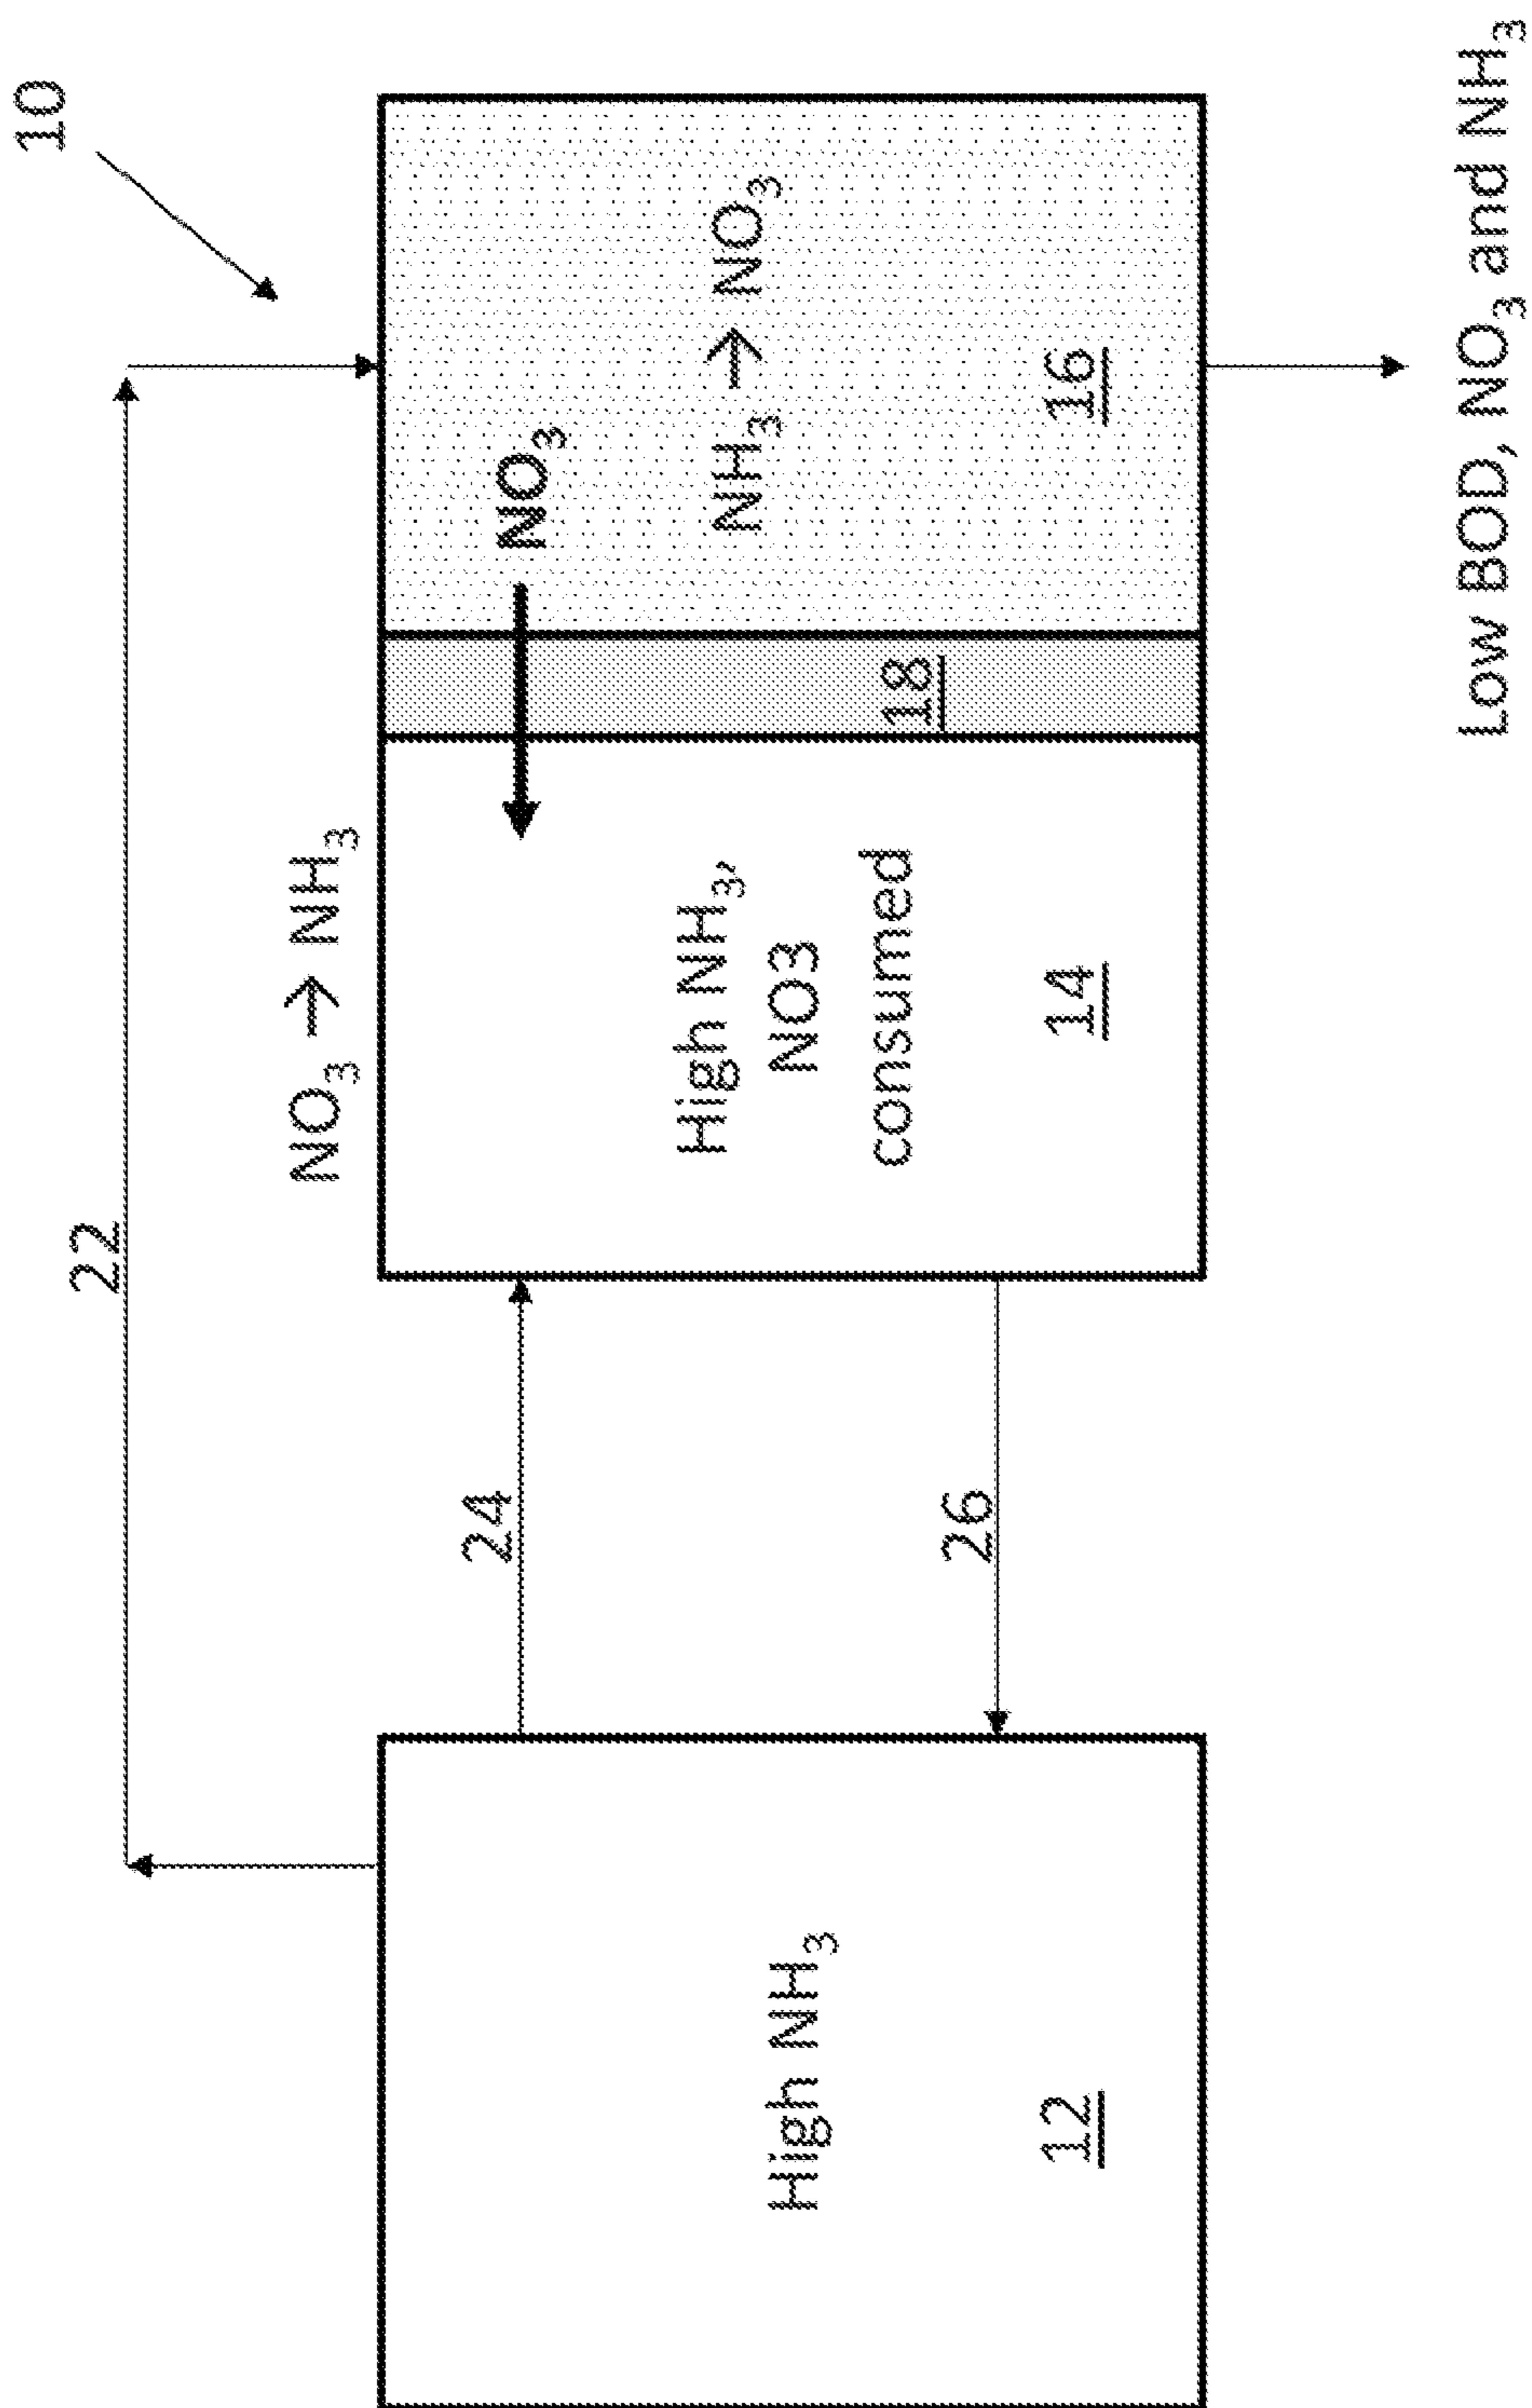 10
22
NO₃ → NH₃
24
26
High NH₃
12
High NH₃,
NO3
consumed
14
18
NO₃
NH₃ → NO₃
16
Low BOD, NO₃ and NH₃